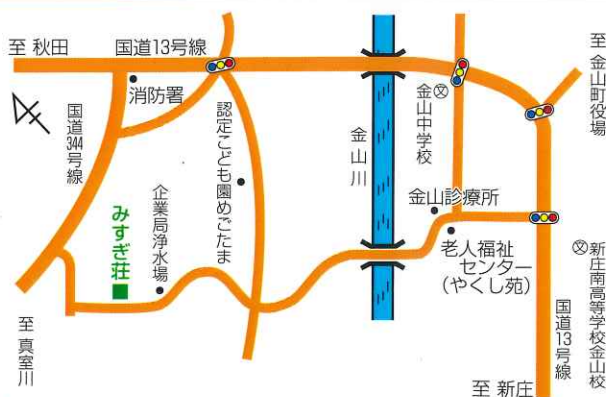 至 秋田
国道13号線
至 金山町役場
消防署
国道344号線
認定こども園めごたま
金山川
金山中学校
文
金山診療所
企業局浄水場
みすぎ荘
老人福祉
センター
(やくし苑)
文
新庄南高等学校金山校
国道13号線
至 真室川
至 新庄